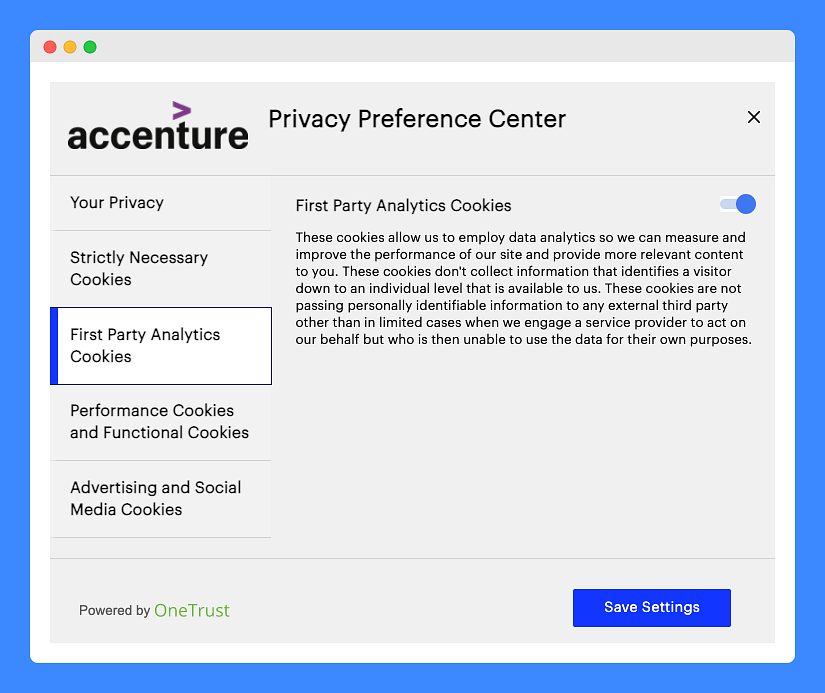 accenture
Privacy Preference Center
Your Privacy
Strictly Necessary
Cookies
First Party Analytics
Cookies
Performance Cookies
and Functional Cookies
Advertising and Social
Media Cookies
First Party Analytics Cookies
These cookies allow us to employ data analytics so we can measure and
improve the performance of our site and provide more relevant content
to you. These cookies don't collect information that identifies a visitor
down to an individual level that is available to us. These cookies are not
passing personally identifiable information to any external third party
other than in limited cases when we engage a service provider to act on
our behalf but who is then unable to use the data for their own purposes.
Powered by OneTrust
Save Settings